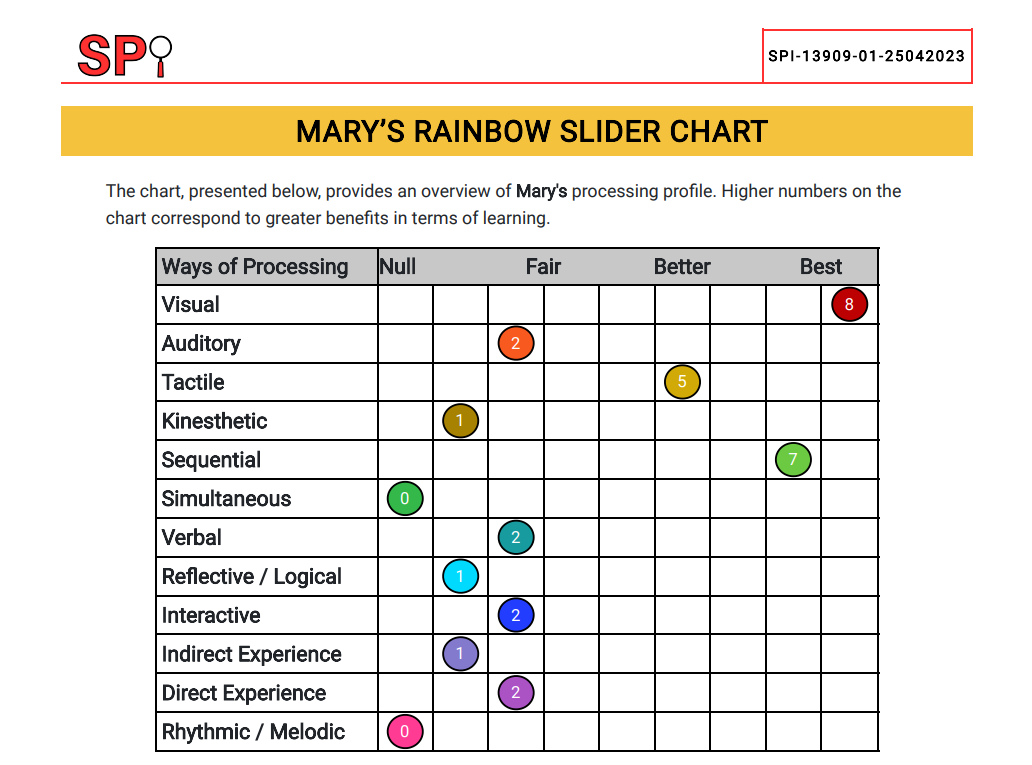 SPi
SPI-13909-01-25042023
MARY’S RAINBOW SLIDER CHART
The chart, presented below, provides an overview of Mary's processing profile. Higher numbers on the
chart correspond to greater benefits in terms of learning.
Ways of Processing Null Fair Better Best
Visual 8
Auditory 2
Tactile 5
Kinesthetic 1
Sequential 7
Simultaneous 0
Verbal 2
Reflective / Logical 1
Interactive 2
Indirect Experience 1
Direct Experience 2
Rhythmic / Melodic 0